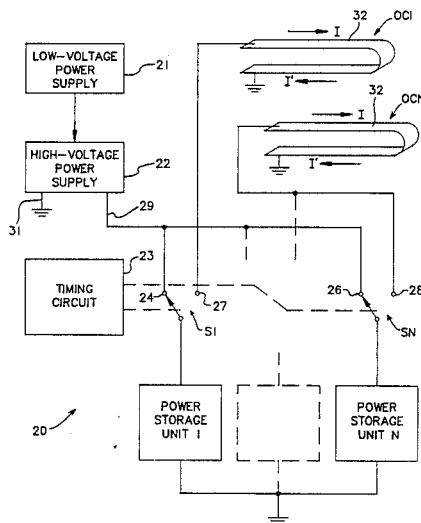 32
I
OC1
I'
LOW-VOLTAGE
POWER
SUPPLY
21
32
I
OCN
I'
HIGH-VOLTAGE
POWER
SUPPLY
22
31
29
23
TIMING
CIRCUIT
24
27
S1
26
28
SN
POWER
STORAGE
UNIT 1
POWER
STORAGE
UNIT N
20